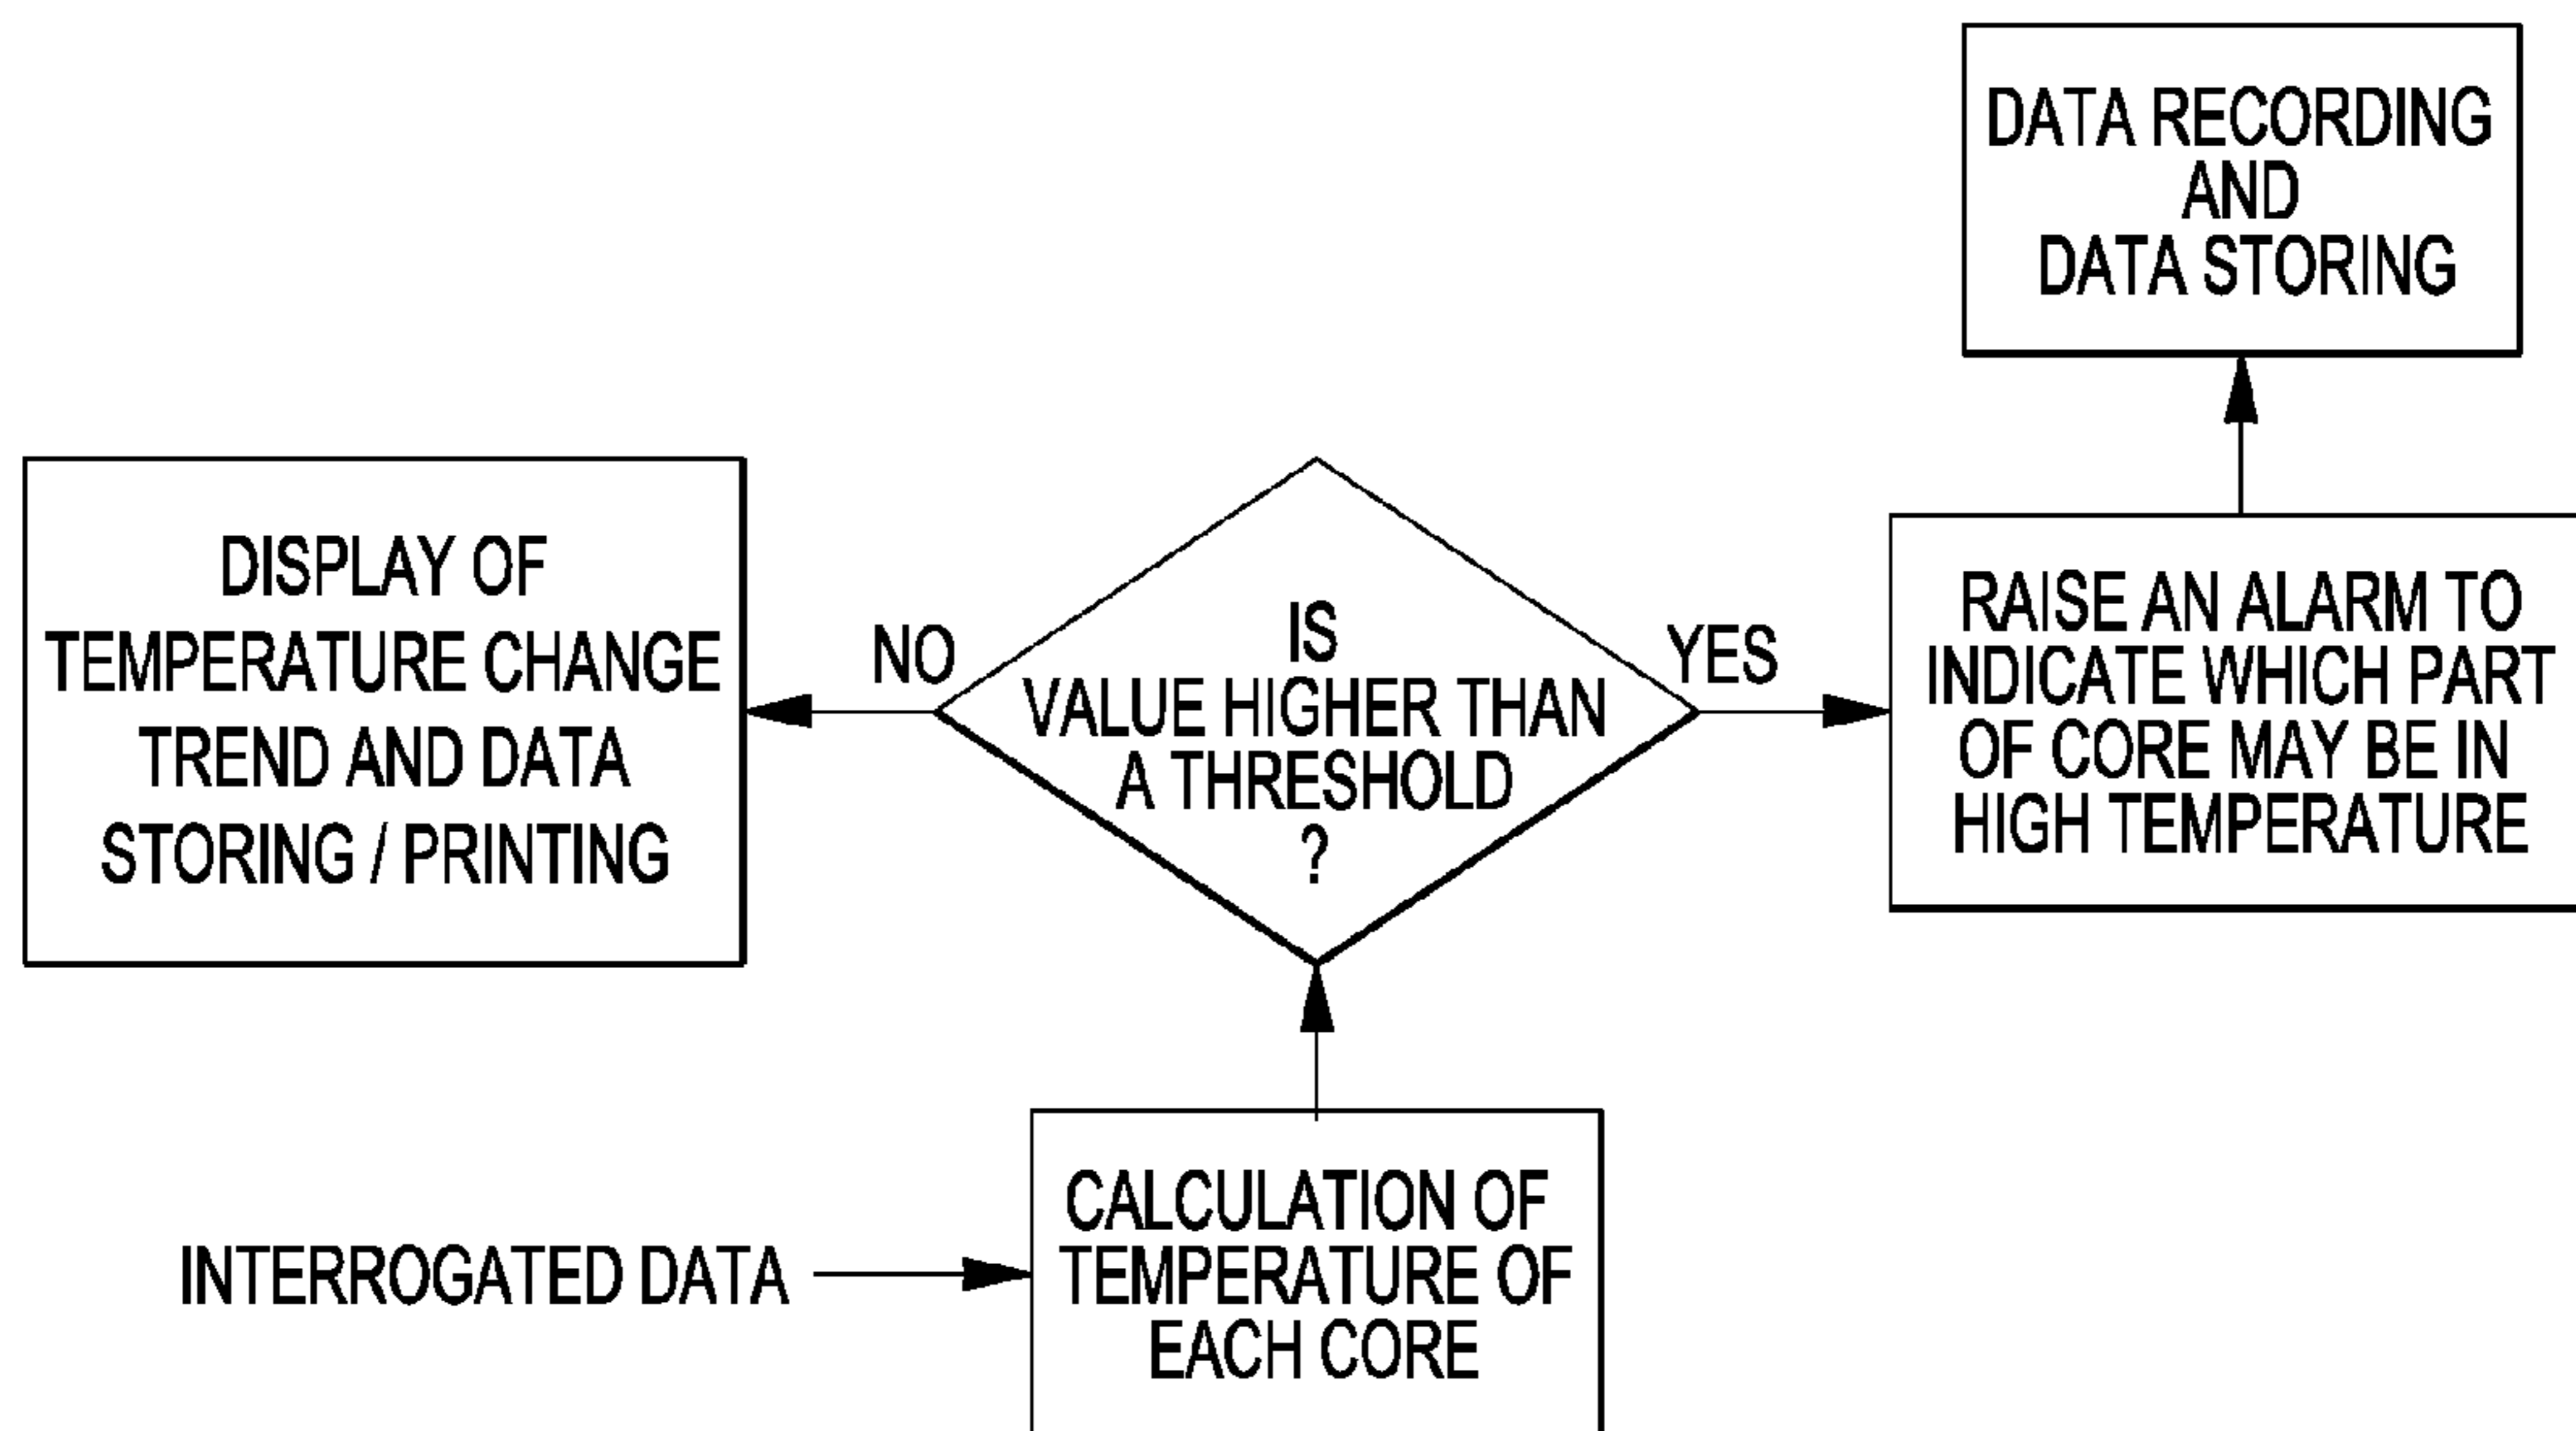 DATA RECORDING
AND
DATA STORING
DISPLAY OF
TEMPERATURE CHANGE
TREND AND DATA
STORING / PRINTING
NO
IS
VALUE HIGHER THAN
A THRESHOLD
?
YES
RAISE AN ALARM TO
INDICATE WHICH PART
OF CORE MAY BE IN
HIGH TEMPERATURE
INTERROGATED DATA
CALCULATION OF
TEMPERATURE OF
EACH CORE